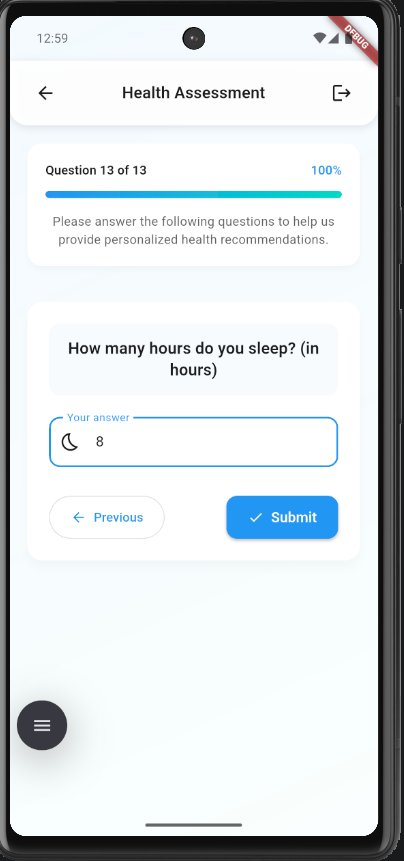 12:59
DEBUG
Health Assessment
Question 13 of 13
100%
Please answer the following questions to help us
provide personalized health recommendations.
How many hours do you sleep? (in
hours)
Your answer
8
Previous
Submit